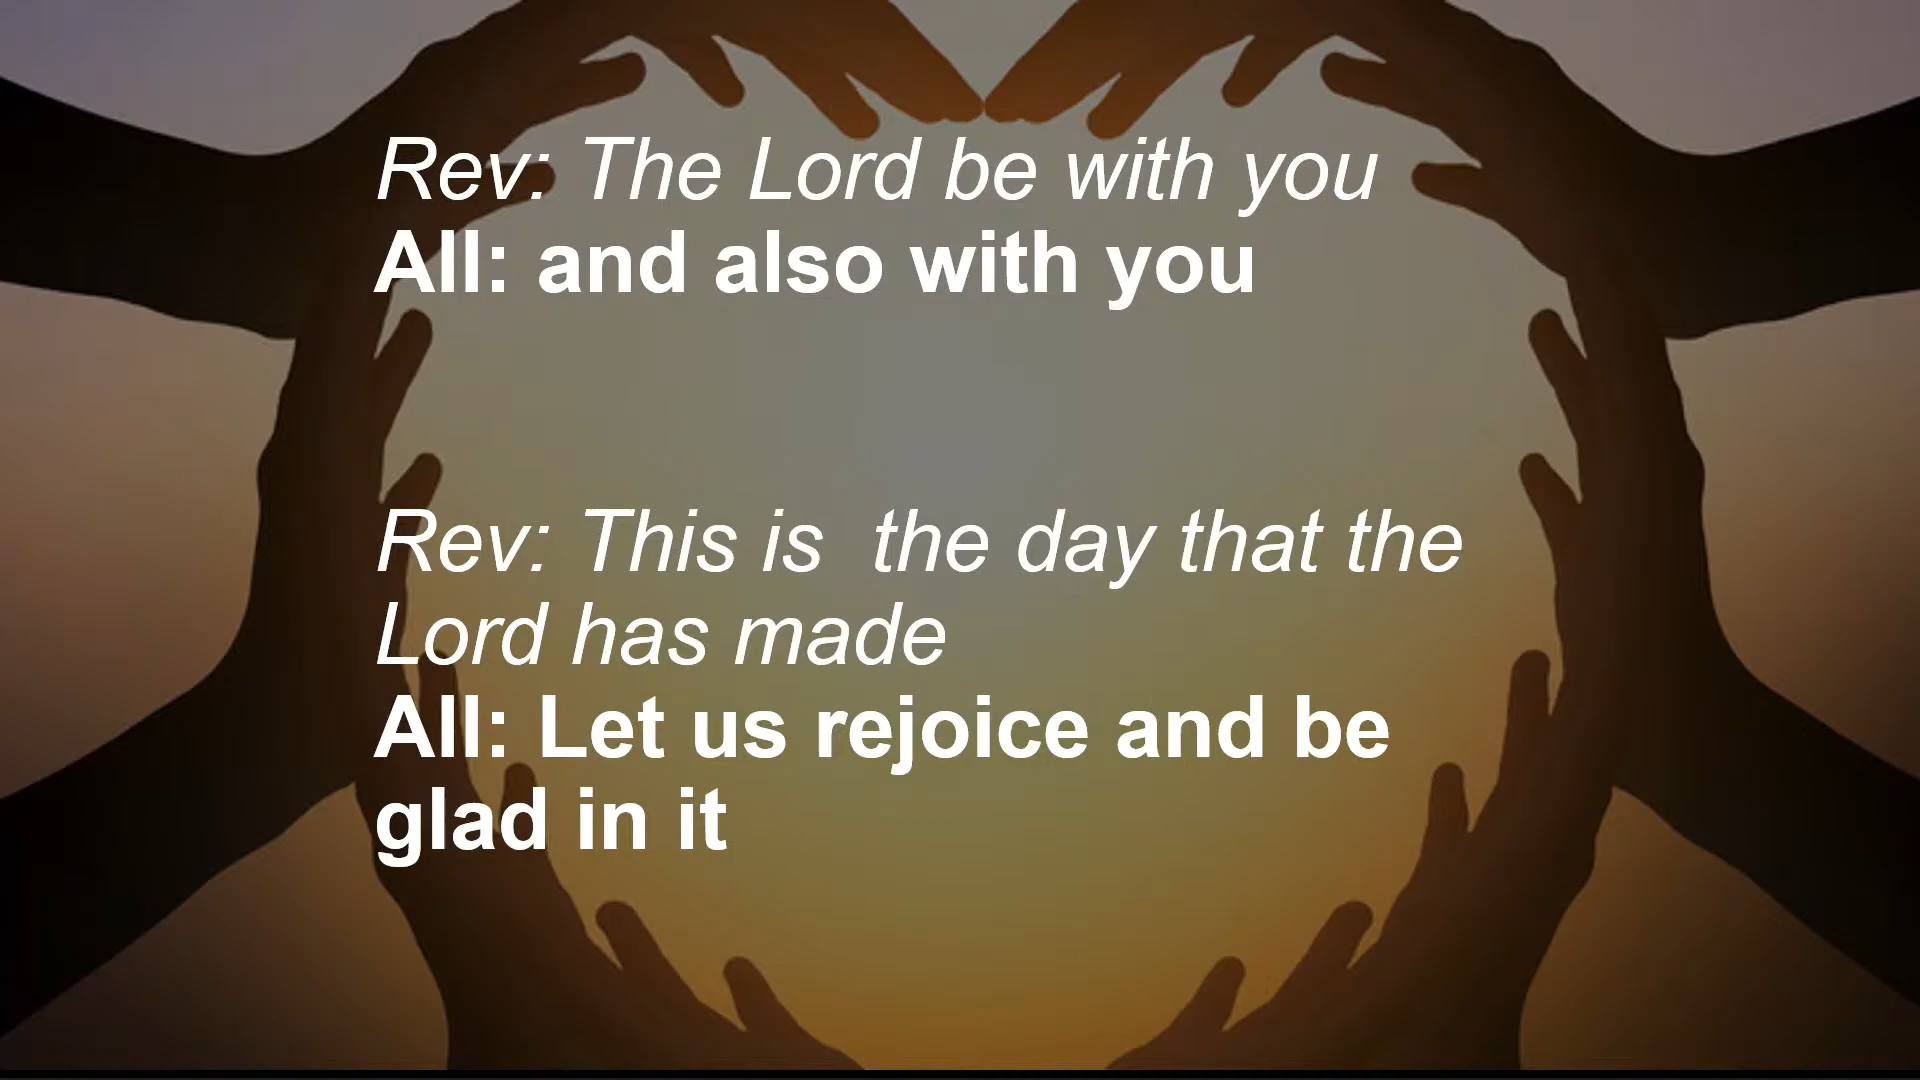 Rev: The Lord be with you
All: and also with you
Rev: This is  the day that the
Lord has made
All: Let us rejoice and be
glad in it